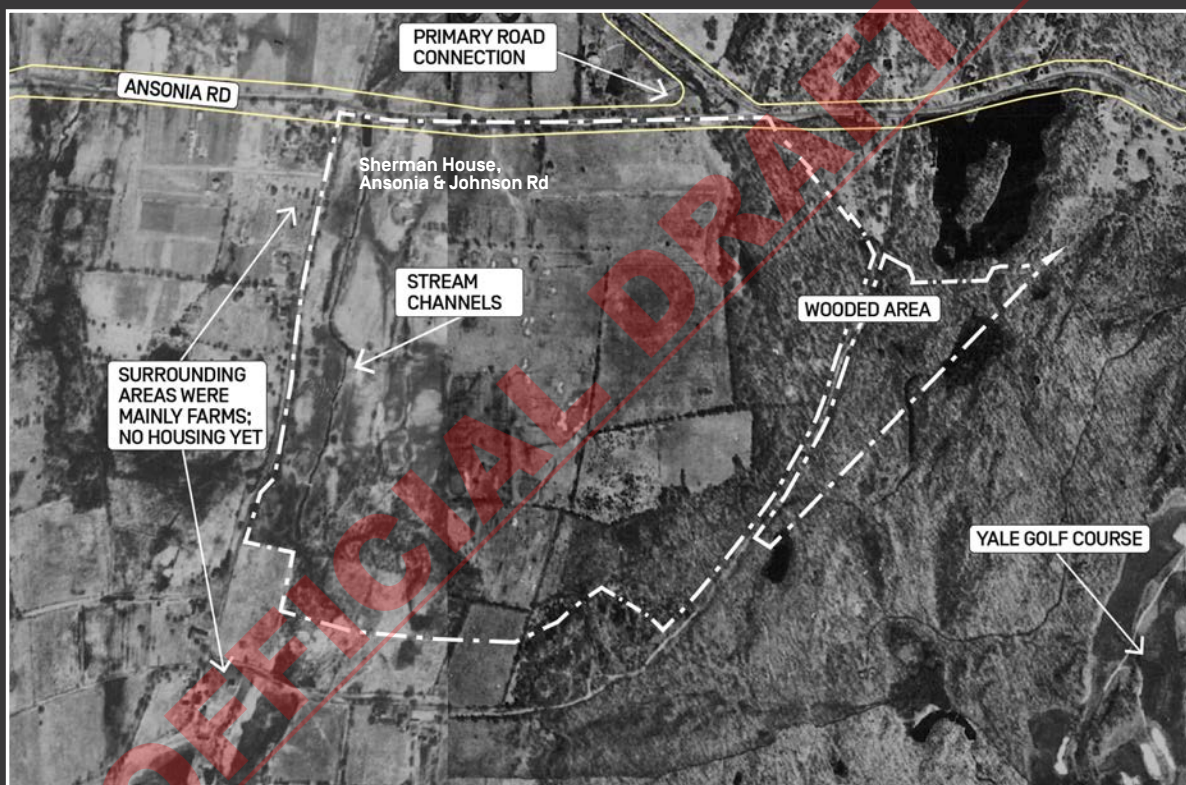 PRIMARY ROAD
CONNECTION
ANSONIA RD
Sherman House,
Ansonia & Johnson Rd
STREAM
CHANNELS
WOODED AREA
SURROUNDING
AREAS WERE
MAINLY FARMS;
NO HOUSING YET
YALE GOLF COURSE
OFFICIAL DRAFT